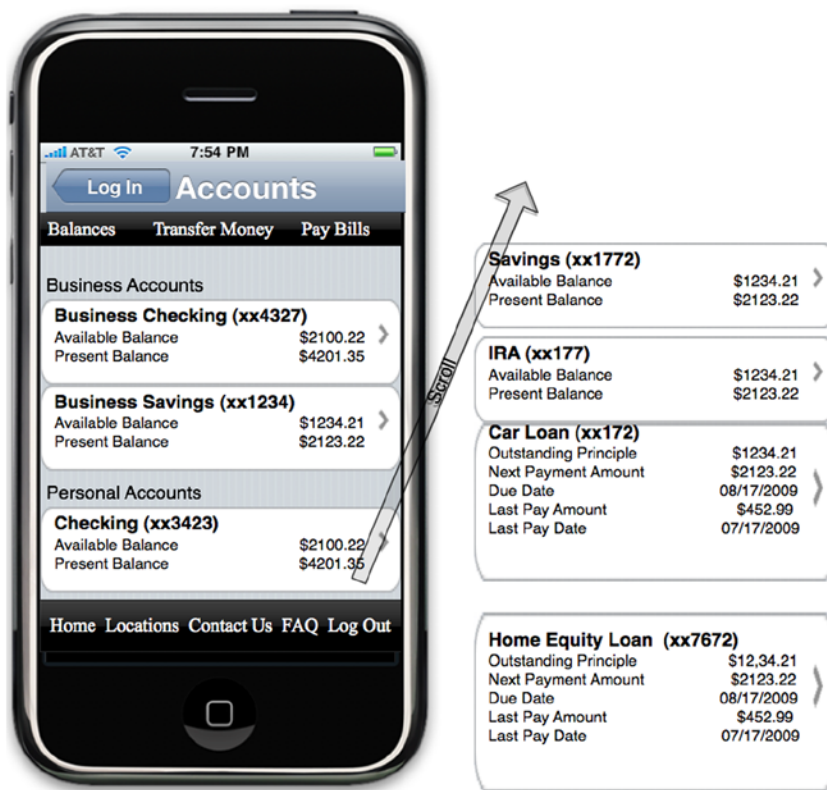 AT&T 7:54 PM
Log In Accounts
Balances Transfer Money Pay Bills
Business Accounts
Business Checking (xx4327)
Available Balance $2100.22
Present Balance $4201.35
Business Savings (xx1234)
Available Balance $1234.21
Present Balance $2123.22
Personal Accounts
Checking (xx3423)
Available Balance $2100.22
Present Balance $4201.35
Home Locations Contact Us FAQ Log Out
Scroll
Savings (xx1772)
Available Balance $1234.21
Present Balance $2123.22
IRA (xx177)
Available Balance $1234.21
Present Balance $2123.22
Car Loan (xx172)
Outstanding Principle $1234.21
Next Payment Amount $2123.22
Due Date 08/17/2009
Last Pay Amount $452.99
Last Pay Date 07/17/2009
Home Equity Loan (xx7672)
Outstanding Principle $12,34.21
Next Payment Amount $2123.22
Due Date 08/17/2009
Last Pay Amount $452.99
Last Pay Date 07/17/2009